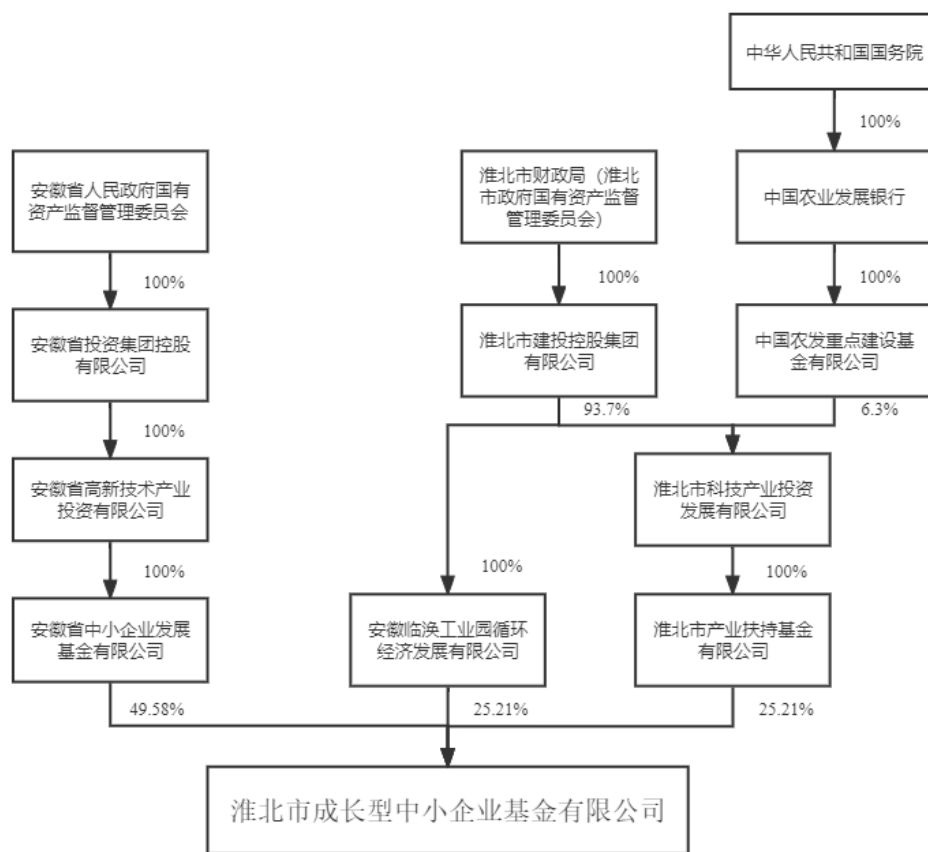 中华人民共和国国务院
100%
安徽省人民政府国有
资产监督管理委员会
淮北市财政局（淮北
市政府国有资产监督
管理委员会）
中国农业发展银行
100%
100%
100%
安徽省投资集团控股
有限公司
淮北市建投控股集团
有限公司
中国农发重点建设基
金有限公司
93.7%
6.3%
100%
安徽省高新技术产业
投资有限公司
淮北市科技产业投资
发展有限公司
100%
100%
100%
安徽省中小企业发展
基金有限公司
安徽临涣工业园循环
经济发展有限公司
淮北市产业扶持基金
有限公司
49.58%
25.21%
25.21%
淮北市成长型中小企业基金有限公司